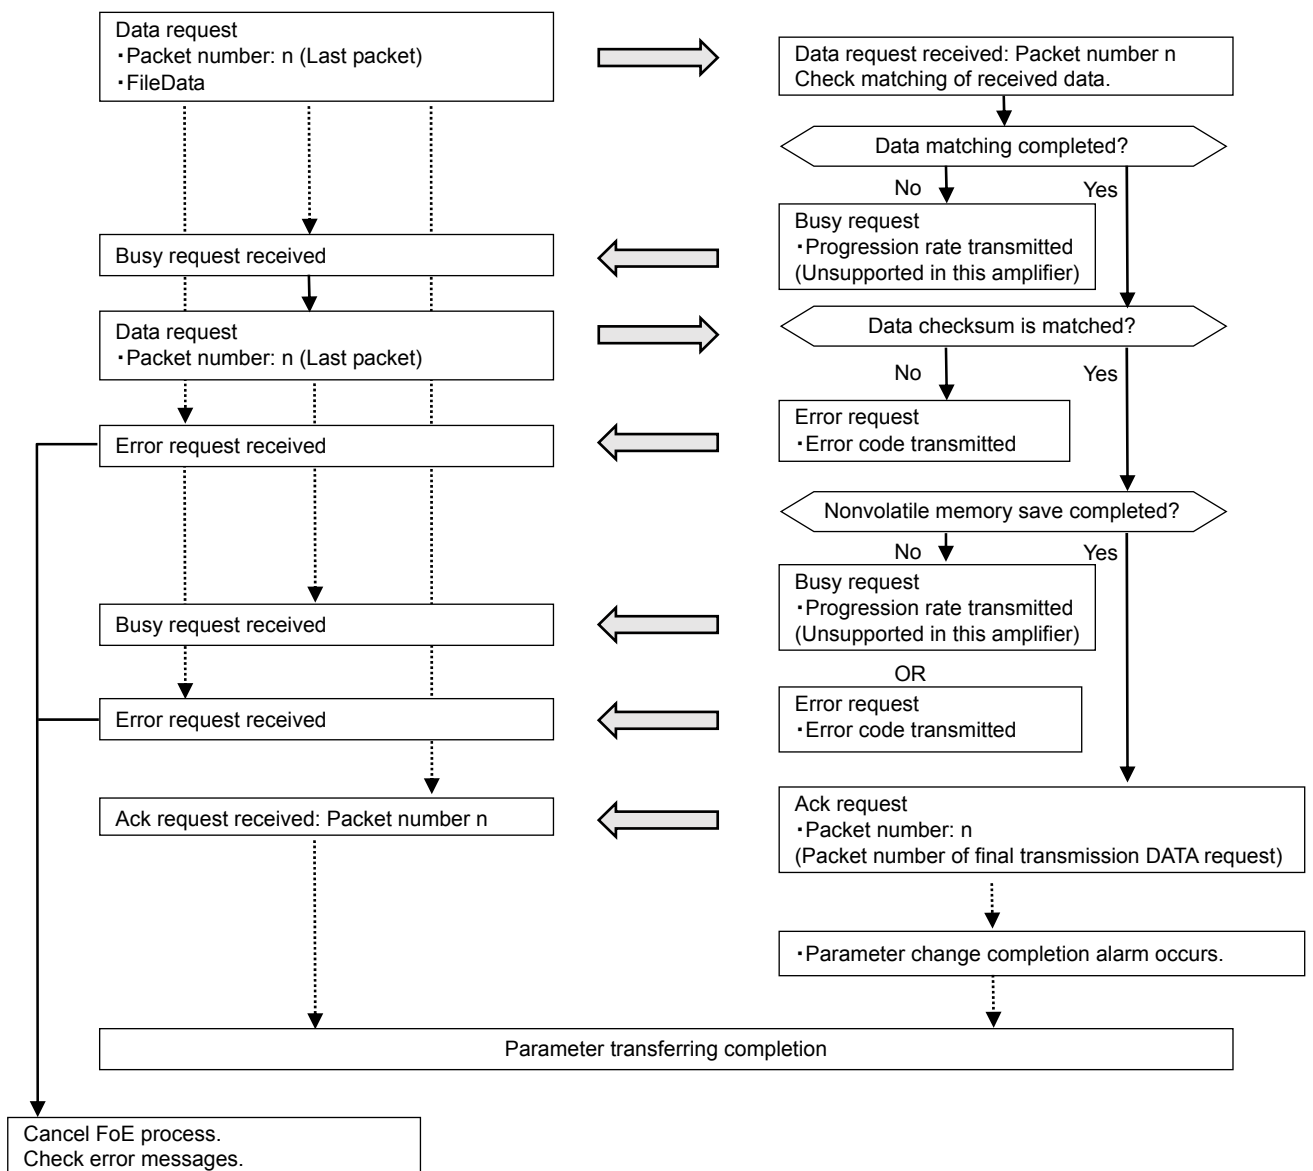 Data request
・Packet number: n (Last packet)
・FileData
Data request received: Packet number n
Check matching of received data.
Data matching completed?
No
Yes
Busy request
・Progression rate transmitted
(Unsupported in this amplifier)
Busy request received
Data request
・Packet number: n (Last packet)
Data checksum is matched?
No
Yes
Error request
・Error code transmitted
Error request received
Nonvolatile memory save completed?
No
Yes
Busy request
・Progression rate transmitted
(Unsupported in this amplifier)
Busy request received
OR
Error request
・Error code transmitted
Error request received
Ack request
・Packet number: n
(Packet number of final transmission DATA request)
Ack request received: Packet number n
・Parameter change completion alarm occurs.
Parameter transferring completion
Cancel FoE process.
Check error messages.